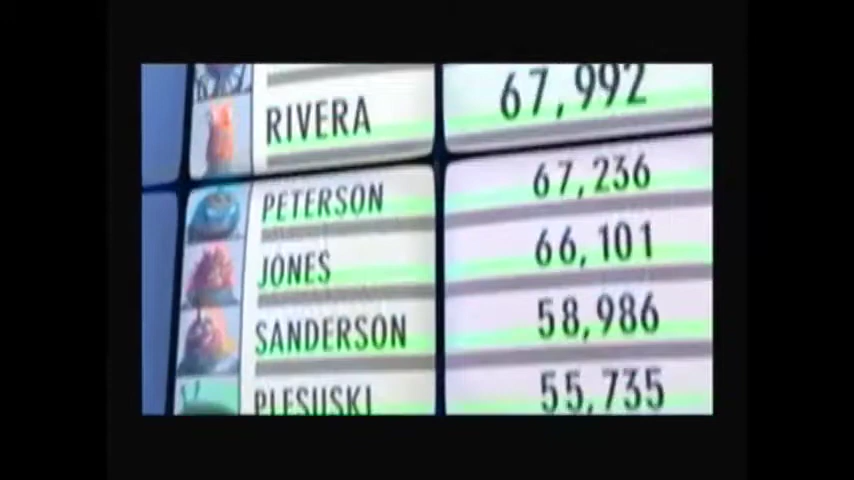 RIVERA 67,992
PETERSON 67,236
JONES 66,101
SANDERSON 58,986
PLESUSKI 55,735